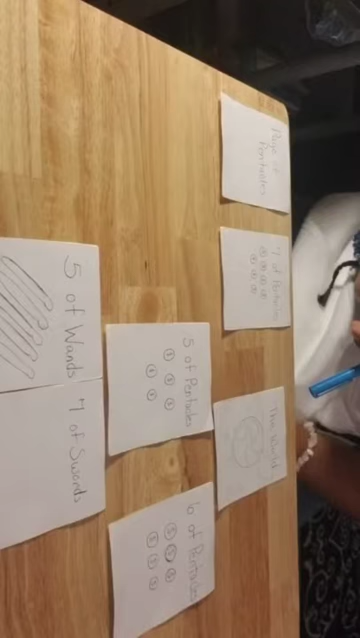 Page of
Pentacles
7 of Pentacles
The World
5 of Pentacles
6 of Pentacles
5 of Wands
7 of Swords